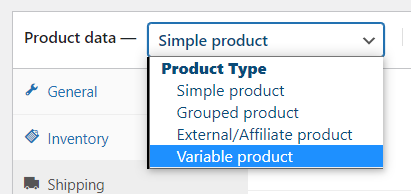 Product data — Simple product
Product Type
Simple product
Grouped product
External/Affiliate product
Variable product
General
Inventory
Shipping